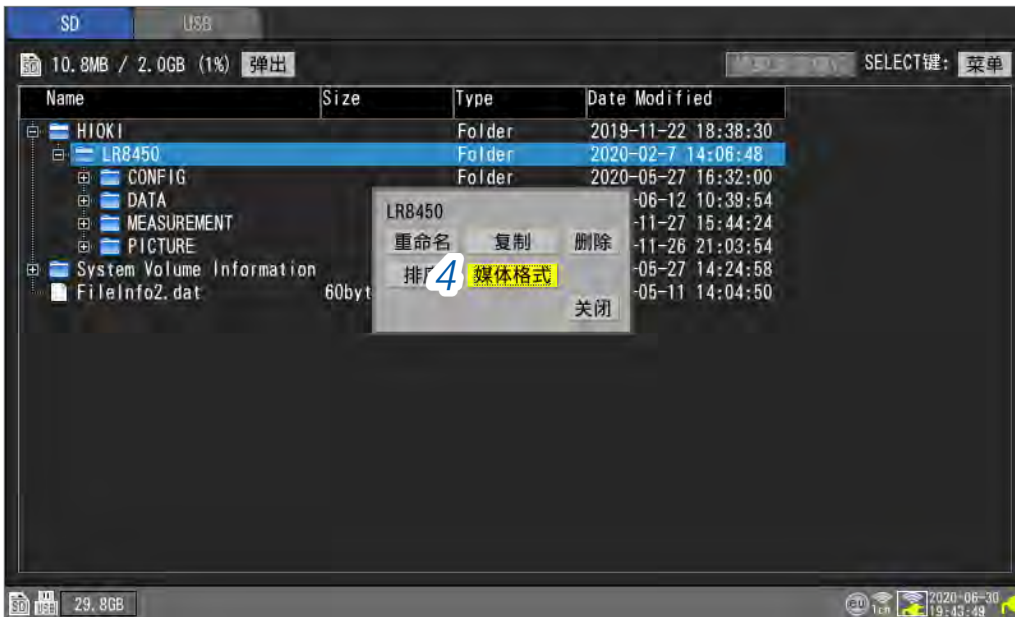 SD USB
10.8MB / 2.0GB (1%) 弹出 SELECT键: 菜单
Name Size Type Date Modified
HIOKI Folder 2019-11-22 18:38:30
LR8450 Folder 2020-02-7 14:06:48
CONFIG Folder 2020-05-27 16:32:00
DATA -06-12 10:39:54
MEASUREMENT -11-27 15:44:24
PICTURE -11-26 21:03:54
System Volume Information -05-27 14:24:58
FileInfo2.dat 60byt -05-11 14:04:50
LR8450
重命名 复制 删除
排 4 媒体格式
关闭
SD USB 29.8GB eu 1ch 2020-06-30
19:43:49